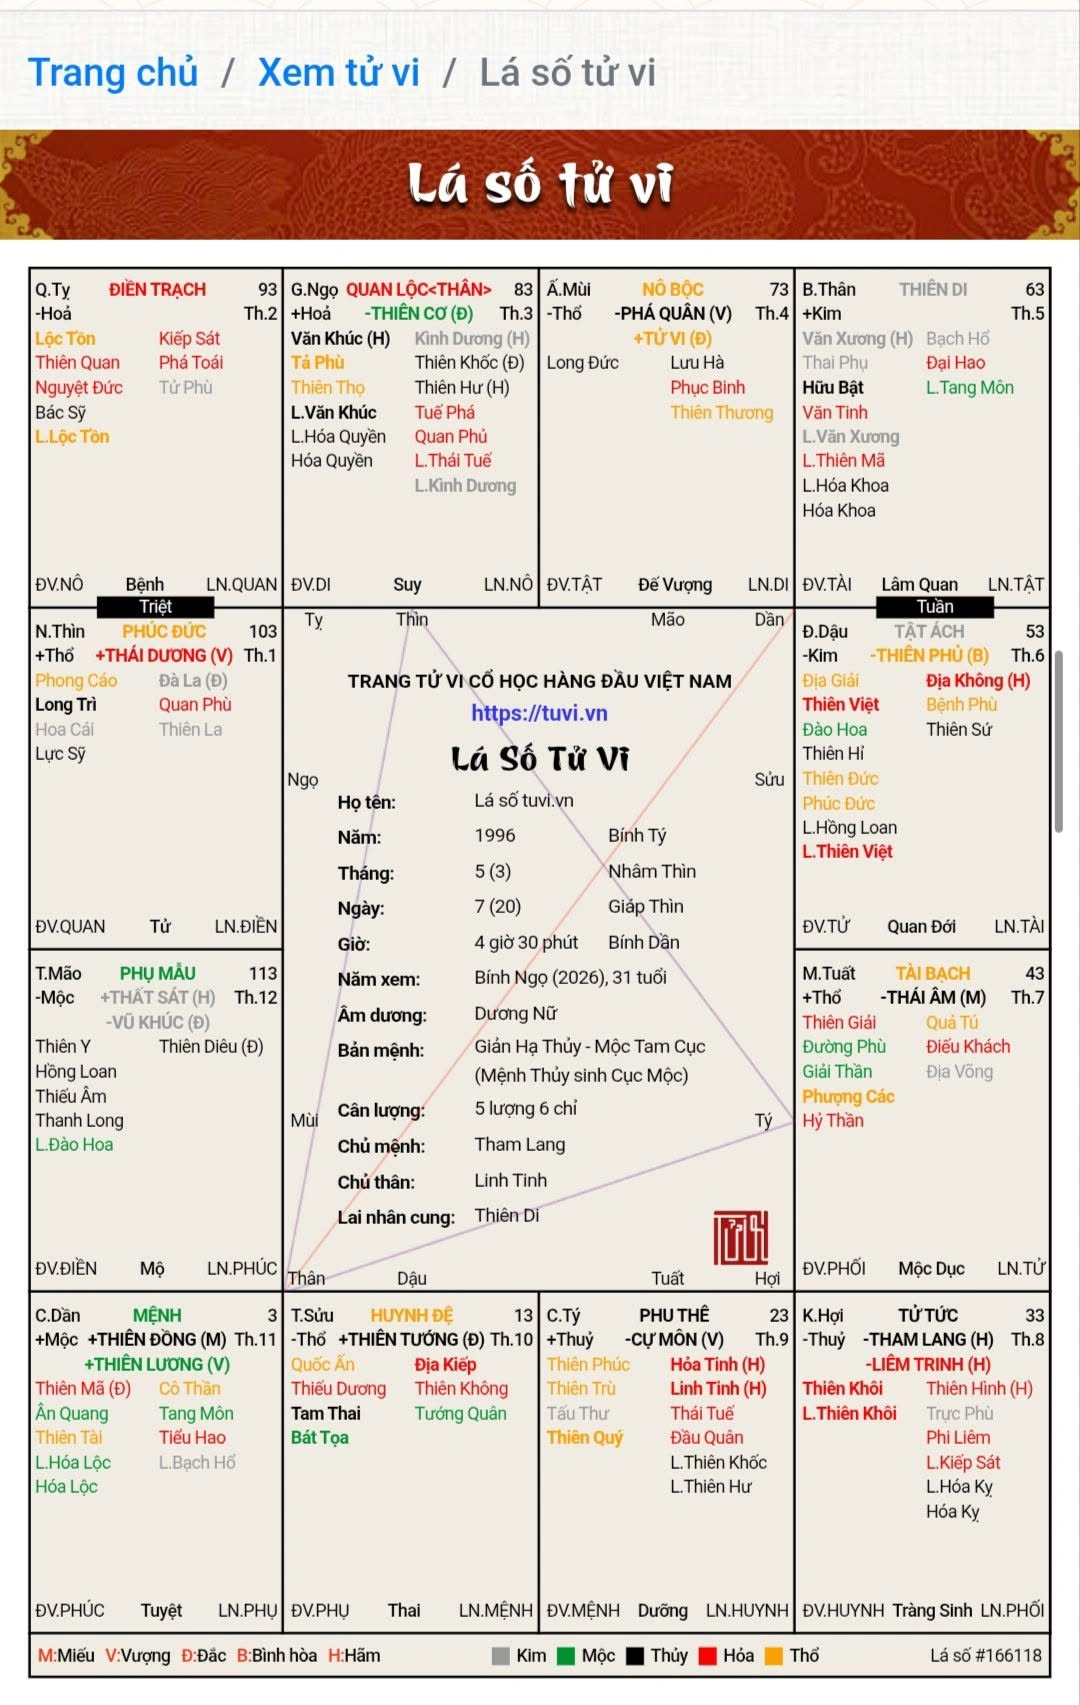 Trang chủ / Xem tử vi / Lá số tử vi
Lá số tử vi
Q.Tỵ ĐIỀN TRẠCH 93
-Hoả Th.2
Lộc Tồn Kiếp Sát
Thiên Quan Phá Toái
Nguyệt Đức Tử Phù
Bác Sỹ
L.Lộc Tồn
ĐV.NÔ Bệnh LN.QUAN
G.Ngọ QUAN LỘC<THÂN> 83
+Hoả -THIÊN CƠ (Đ) Th.3
Văn Khúc (H) Kình Dương (H)
Tả Phù Thiên Khốc (Đ)
Thiên Thọ Thiên Hư (H)
L.Văn Khúc Tuế Phá
L.Hóa Quyền Quan Phủ
Hóa Quyền L.Thái Tuế
L.Kình Dương
ĐV.DI Suy LN.NÔ
Ấ.Mùi NÔ BỘC 73
-Thổ -PHÁ QUÂN (V) Th.4
+TỬ VI (Đ)
Long Đức Lưu Hà
Phục Binh
Thiên Thương
ĐV.TẬT Đế Vượng LN.DI
B.Thân THIÊN DI 63
+Kim Th.5
Văn Xương (H) Bạch Hổ
Thai Phụ Đại Hao
Hữu Bật L.Tang Môn
Văn Tinh
L.Văn Xương
L.Thiên Mã
L.Hóa Khoa
Hóa Khoa
ĐV.TÀI Lâm Quan LN.TẬT
Triệt
Tuần
N.Thìn PHÚC ĐỨC 103
+Thổ +THÁI DƯƠNG (V) Th.1
Phong Cáo Đà La (Đ)
Long Trì Quan Phù
Hoa Cái Thiên La
Lực Sỹ
ĐV.QUAN Tử LN.ĐIỀN
Tỵ Thìn Mão Dần
TRANG TỬ VI CỔ HỌC HÀNG ĐẦU VIỆT NAM
https://tuvi.vn
Lá Số Tử Vi
Ngọ Sửu
Họ tên: Lá số tuvi.vn
Năm: 1996 Bính Tý
Tháng: 5 (3) Nhâm Thìn
Ngày: 7 (20) Giáp Thìn
Giờ: 4 giờ 30 phút Bính Dần
Năm xem: Bính Ngọ (2026), 31 tuổi
Âm dương: Dương Nữ
Bản mệnh: Giản Hạ Thủy - Mộc Tam Cục
(Mệnh Thủy sinh Cục Mộc)
Cân lượng: 5 lượng 6 chỉ
Mùi Tý
Chủ mệnh: Tham Lang
Chủ thân: Linh Tinh
Lai nhân cung: Thiên Di
Thân Dậu Tuất Hợi
Đ.Dậu TẬT ÁCH 53
-Kim -THIÊN PHỦ (B) Th.6
Địa Giải Địa Không (H)
Thiên Việt Bệnh Phù
Đào Hoa Thiên Sứ
Thiên Hỉ
Thiên Đức
Phúc Đức
L.Hồng Loan
L.Thiên Việt
ĐV.TỬ Quan Đới LN.TÀI
T.Mão PHỤ MẪU 113
-Mộc +THẤT SÁT (H) Th.12
-VŨ KHÚC (Đ)
Thiên Y Thiên Diêu (Đ)
Hồng Loan
Thiếu Âm
Thanh Long
L.Đào Hoa
ĐV.ĐIỀN Mộ LN.PHÚC
M.Tuất TÀI BẠCH 43
+Thổ -THÁI ÂM (M) Th.7
Thiên Giải Quả Tú
Đường Phù Điếu Khách
Giải Thần Địa Võng
Phượng Các
Hỷ Thần
ĐV.PHỐI Mộc Dục LN.TỬ
C.Dần MỆNH 3
+Mộc +THIÊN ĐỒNG (M) Th.11
+THIÊN LƯƠNG (V)
Thiên Mã (Đ) Cô Thần
Ân Quang Tang Môn
Thiên Tài Tiểu Hao
L.Hóa Lộc L.Bạch Hổ
Hóa Lộc
ĐV.PHÚC Tuyệt LN.PHỤ
T.Sửu HUYNH ĐỆ 13
-Thổ +THIÊN TƯỚNG (Đ) Th.10
Quốc Ấn Địa Kiếp
Thiếu Dương Thiên Không
Tam Thai Tướng Quân
Bát Tọa
ĐV.PHỤ Thai LN.MỆNH
C.Tý PHU THÊ 23
+Thuỷ -CỰ MÔN (V) Th.9
Thiên Phúc Hỏa Tinh (H)
Thiên Trù Linh Tinh (H)
Tấu Thư Thái Tuế
Thiên Quý Đẩu Quân
L.Thiên Khốc
L.Thiên Hư
ĐV.MỆNH Dưỡng LN.HUYNH
K.Hợi TỬ TỨC 33
-Thuỷ -THAM LANG (H) Th.8
-LIÊM TRINH (H)
Thiên Khôi Thiên Hình (H)
L.Thiên Khôi Trực Phù
Phi Liêm
L.Kiếp Sát
L.Hóa Kỵ
Hóa Kỵ
ĐV.HUYNH Tràng Sinh LN.PHỐI
M:Miếu V:Vượng Đ:Đắc B:Bình hòa H:Hãm Kim Mộc Thủy Hỏa Thổ Lá số #166118